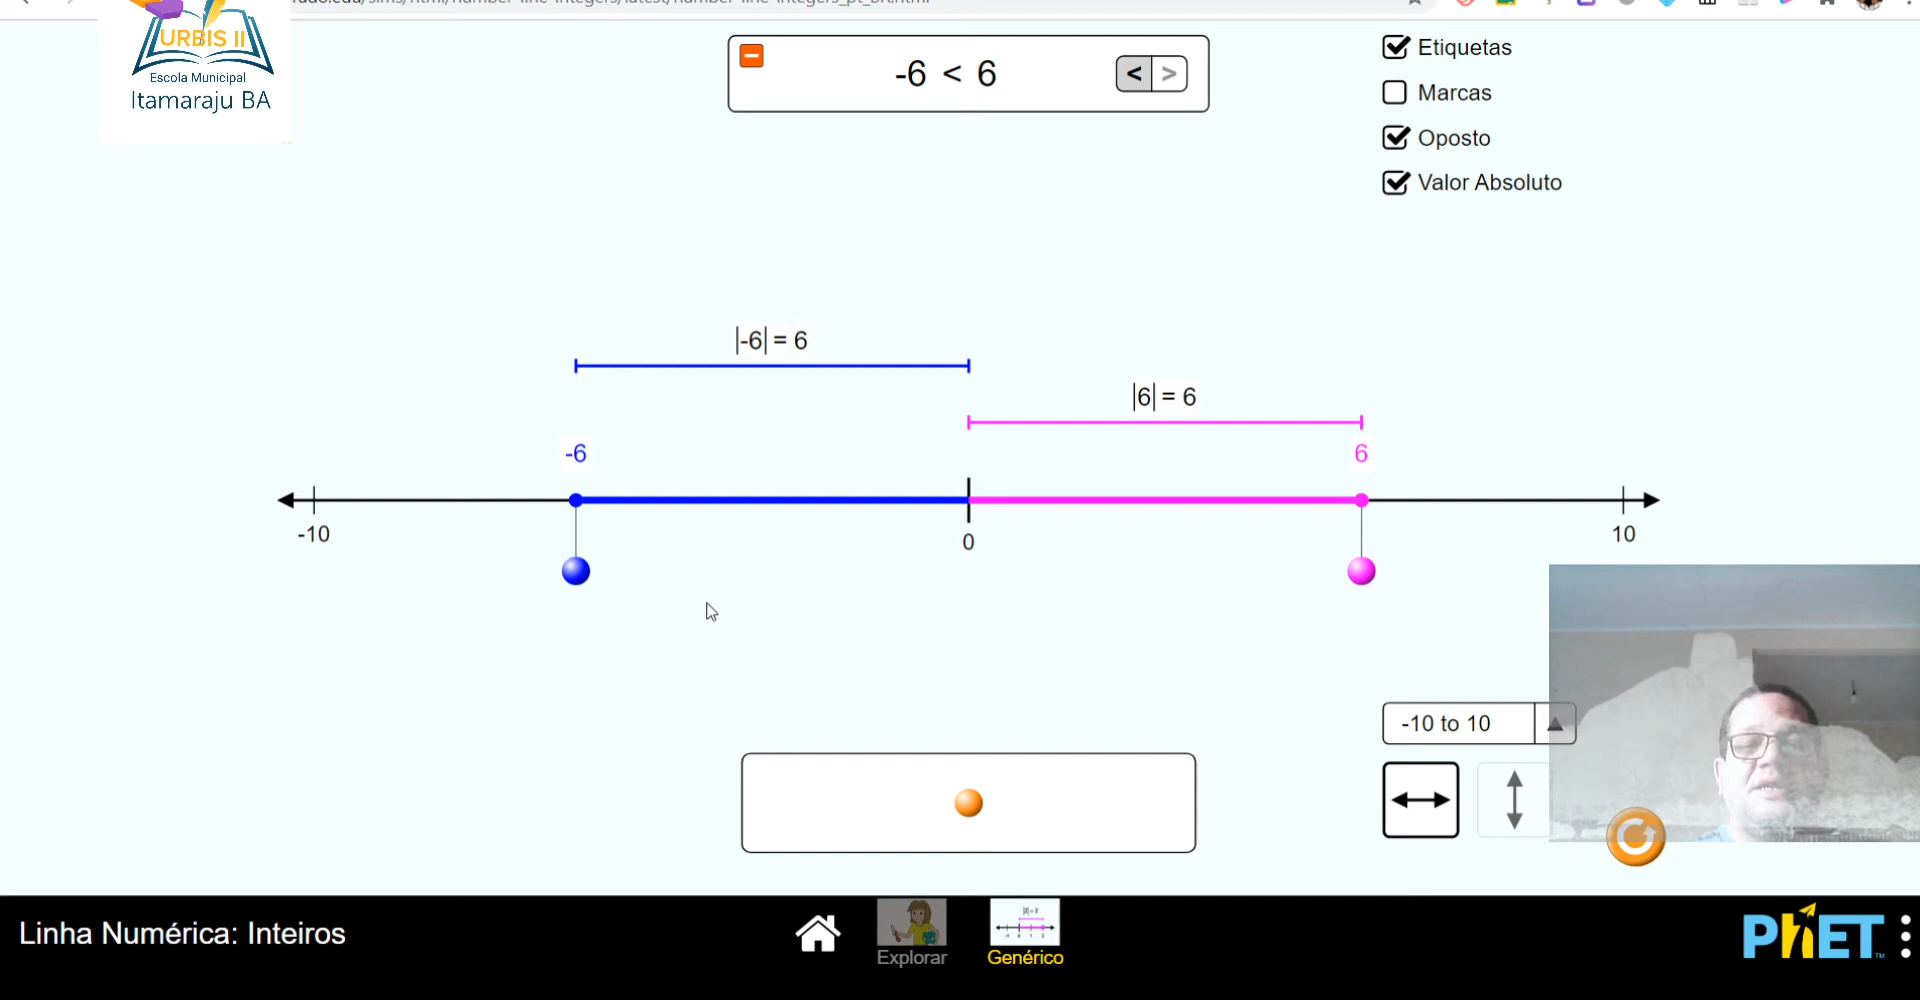 URBIS II
Escola Municipal
Itamaraju BA
-6 < 6
< >
Etiquetas
Marcas
Oposto
Valor Absoluto
|-6| = 6
|6| = 6
-6
6
-10
0
10
-10 to 10
Linha Numérica: Inteiros
Explorar
Genérico
PhET™